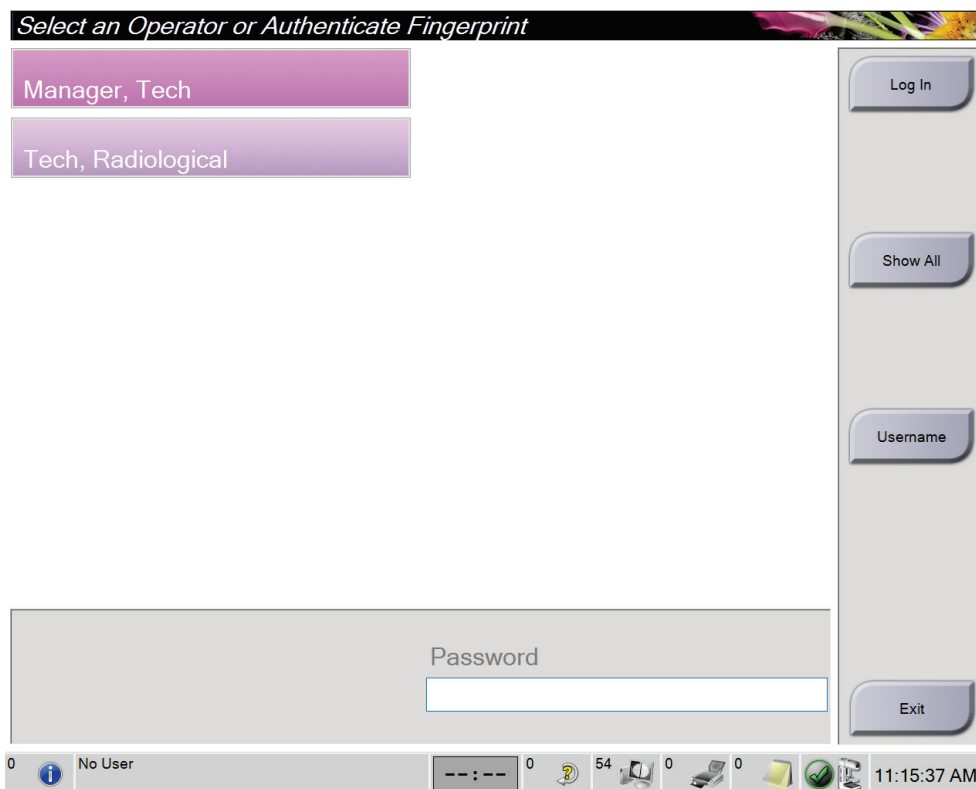 Select an Operator or Authenticate Fingerprint
Manager, Tech
Tech, Radiological
Log In
Show All
Username
Password
Exit
0 No User --:-- 0 54 0 0 11:15:37 AM